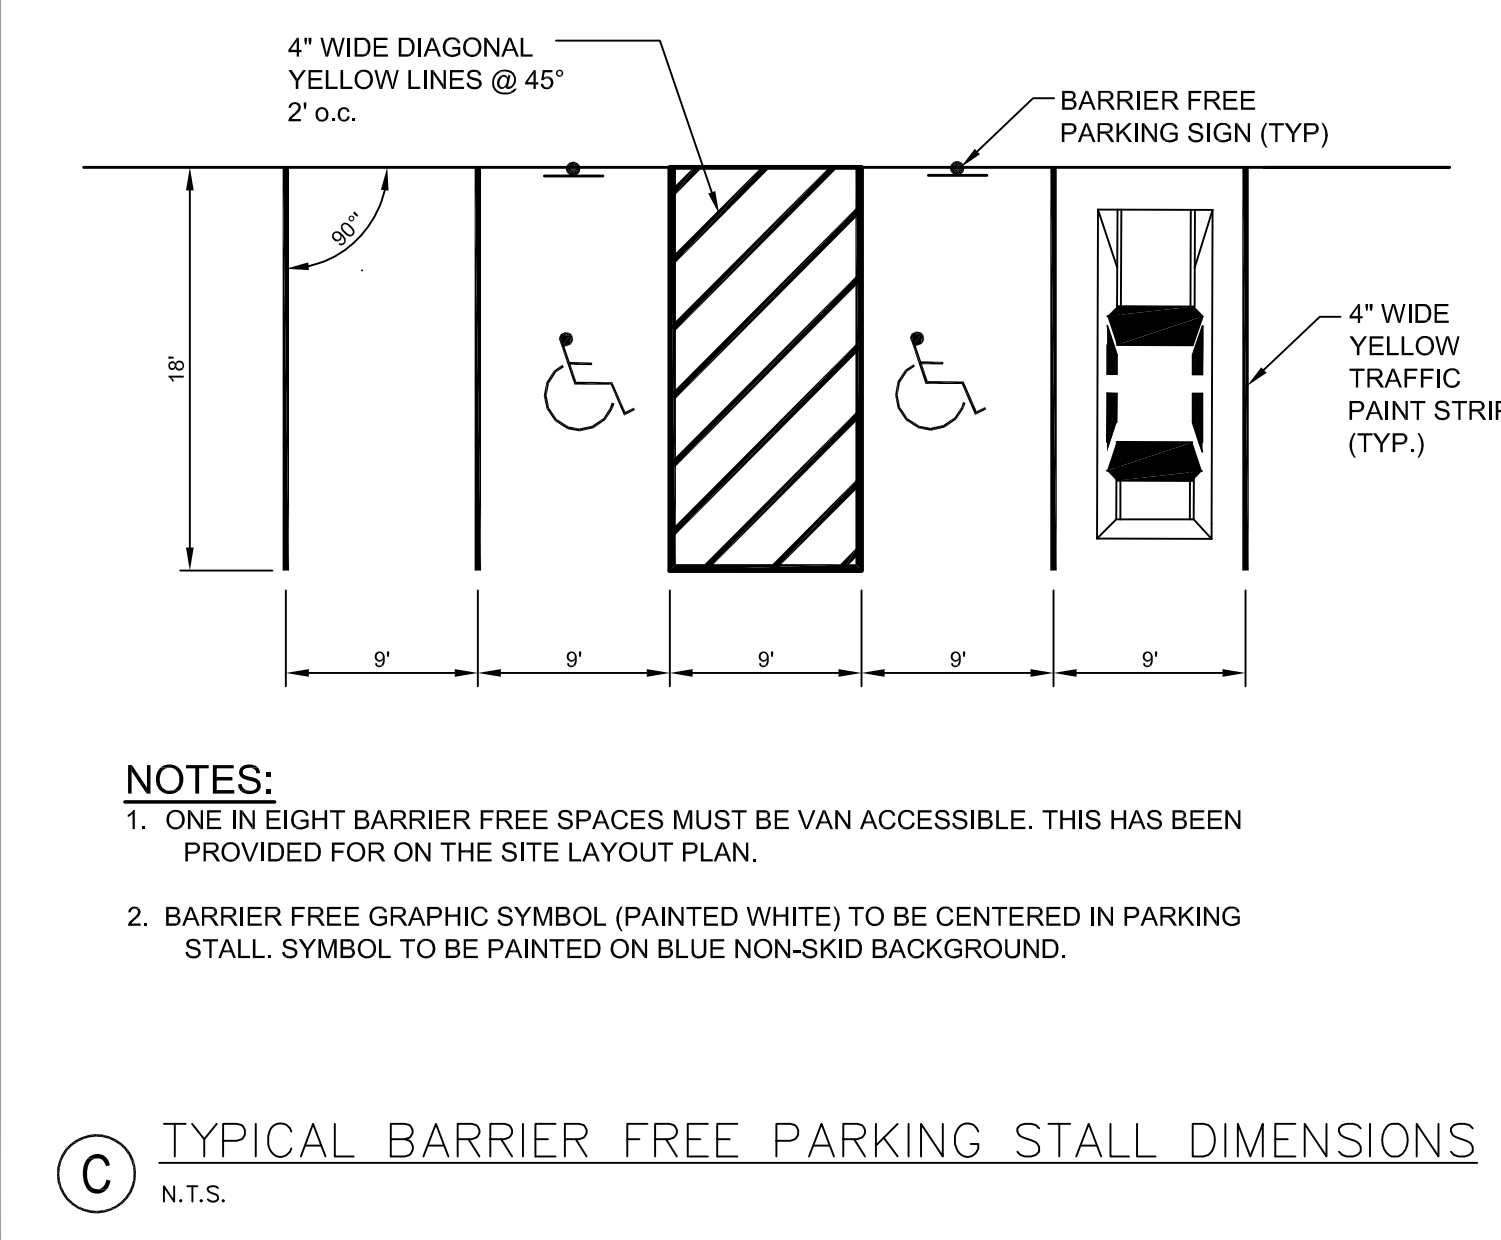 4" WIDE DIAGONAL
YELLOW LINES @ 45°
2' o.c.
BARRIER FREE
PARKING SIGN (TYP)
90°'
18'
4" WIDE
YELLOW
TRAFFIC
PAINT
(TYP.)
9'
9'
9'
9'
9'
NOTES:
1. ONE IN EIGHT BARRIER FREE SPACES MUST BE VAN ACCESSIBLE. THIS HAS BEEN
PROVIDED FOR ON THE SITE LAYOUT PLAN.
2. BARRIER FREE GRAPHIC SYMBOL (PAINTED WHITE) TO BE CENTERED IN PARKING
STALL. SYMBOL TO BE PAINTED ON BLUE NON-SKID BACKGROUND.
C
TYPICAL BARRIER FREE PARKING STALL DIMENSIONS
N.T.S.